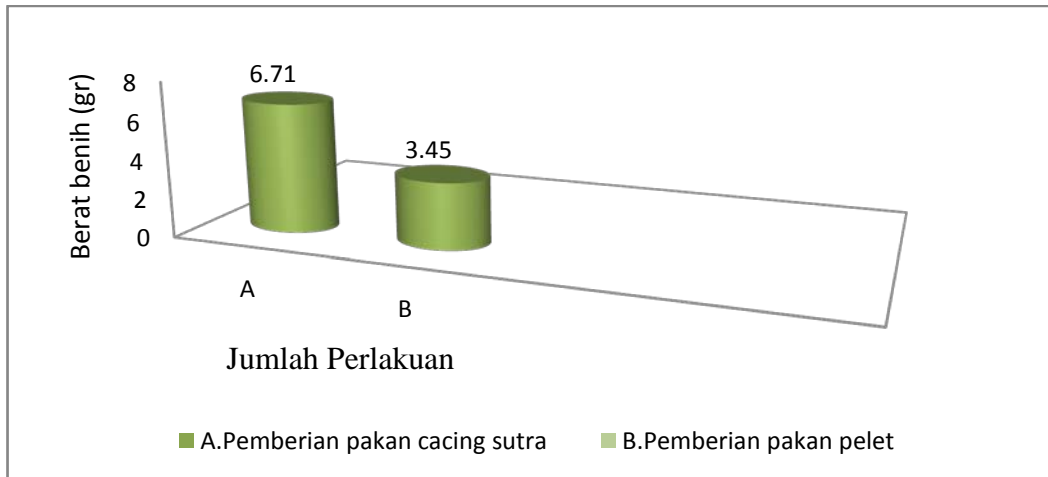 6.71
3.45
Berat benih (gr)
8
6
4
2
0
A
B
Jumlah Perlakuan
A.Pemberian pakan cacing sutra
B.Pemberian pakan pelet